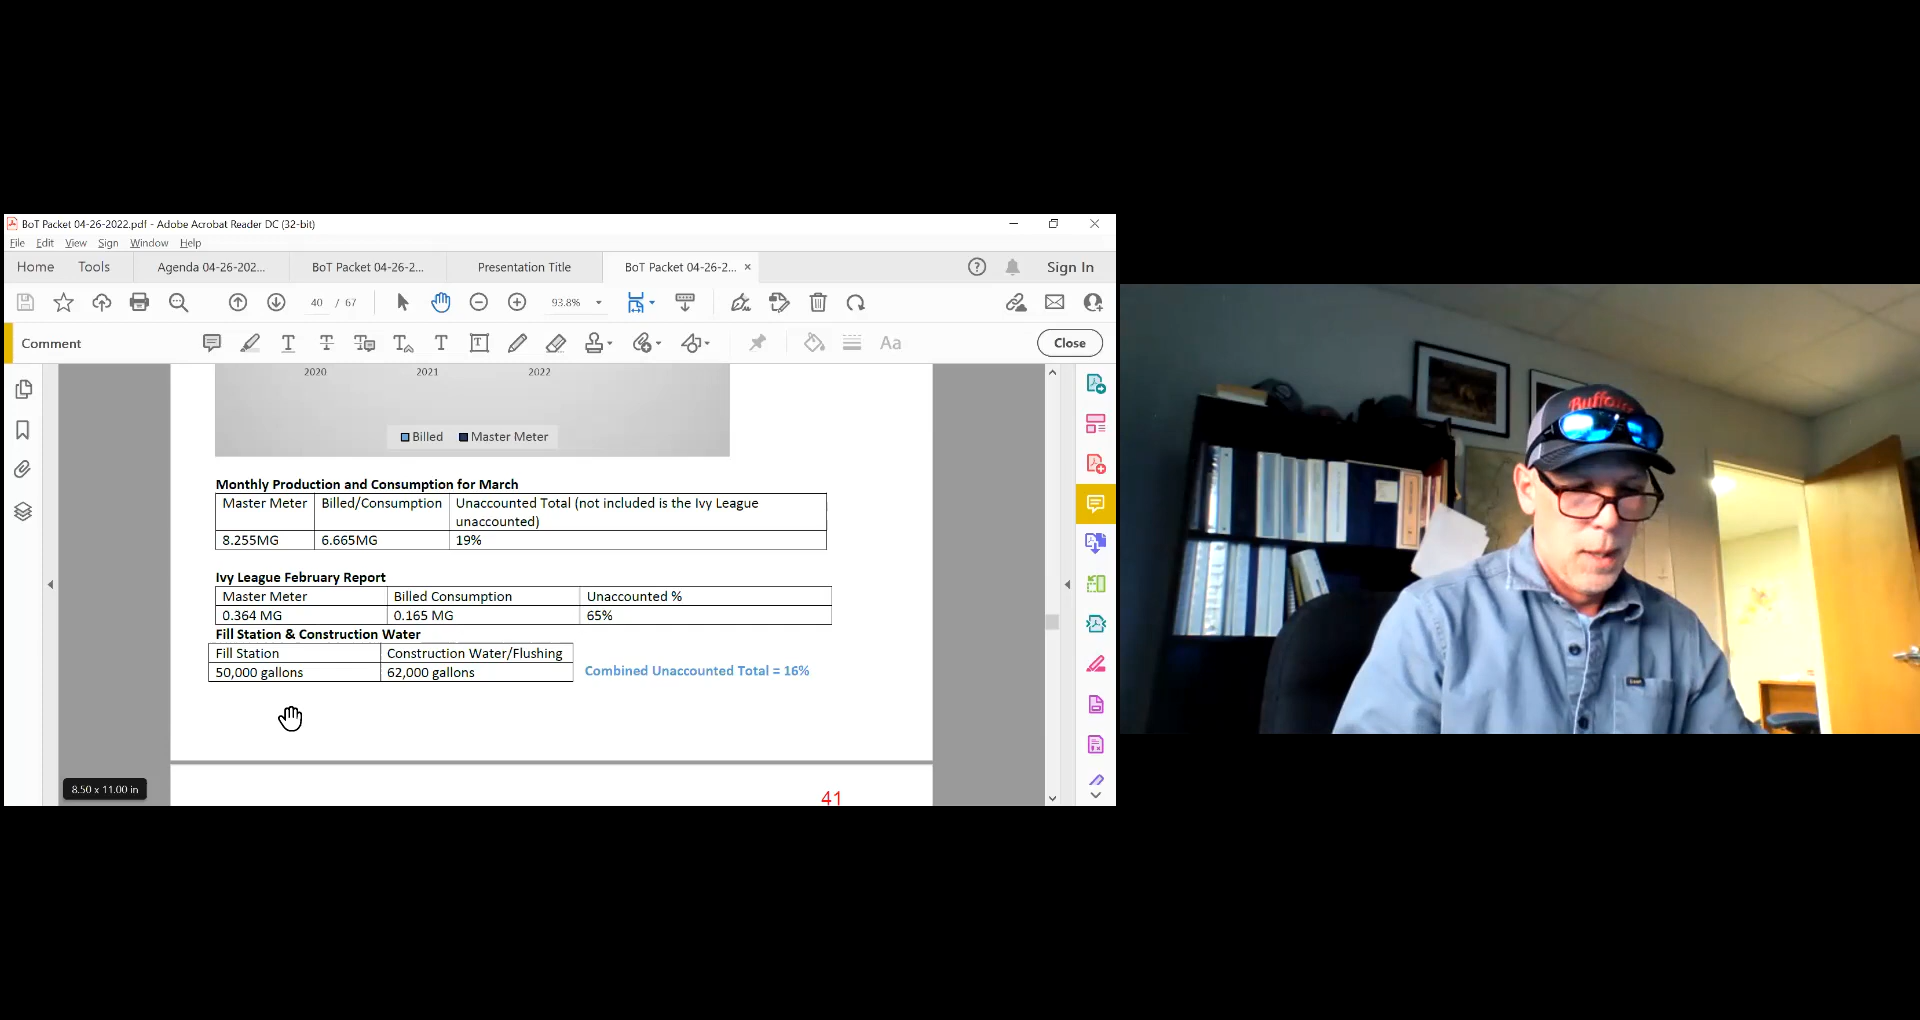 BoT Packet 04-26-2022.pdf - Adobe Acrobat Reader DC (32-bit)
File Edit View Sign Window Help
Home Tools Agenda 04-26-202... BoT Packet 04-26-2... Presentation Title BoT Packet 04-26-2... × Sign In
40 / 67 93.8%
Comment Aa Close
2020 2021 2022
Billed Master Meter
Monthly Production and Consumption for March
Master Meter Billed/Consumption Unaccounted Total (not included is the Ivy League
unaccounted)
8.255MG 6.665MG 19%
Ivy League February Report
Master Meter Billed Consumption Unaccounted %
0.364 MG 0.165 MG 65%
Fill Station & Construction Water
Fill Station Construction Water/Flushing
50,000 gallons 62,000 gallons Combined Unaccounted Total = 16%
8.50 x 11.00 in
41
Buffalo